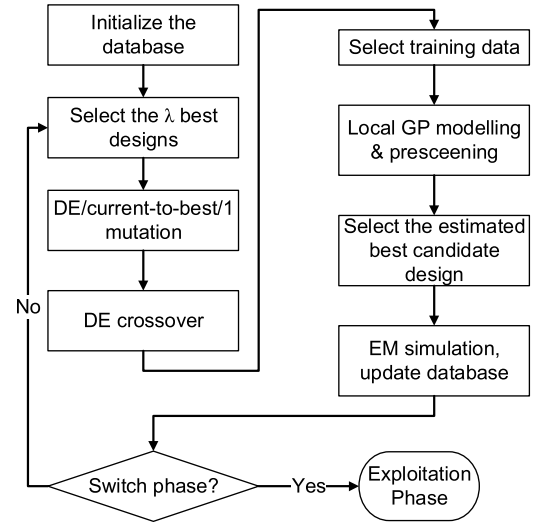 Initialize the
database
Select the λ best
designs
DE/current-to-best/1
mutation
DE crossover
Select training data
Local GP modelling
& presceening
Select the estimated
best candidate
design
EM simulation,
update database
Switch phase?
No
Yes
Exploitation
Phase